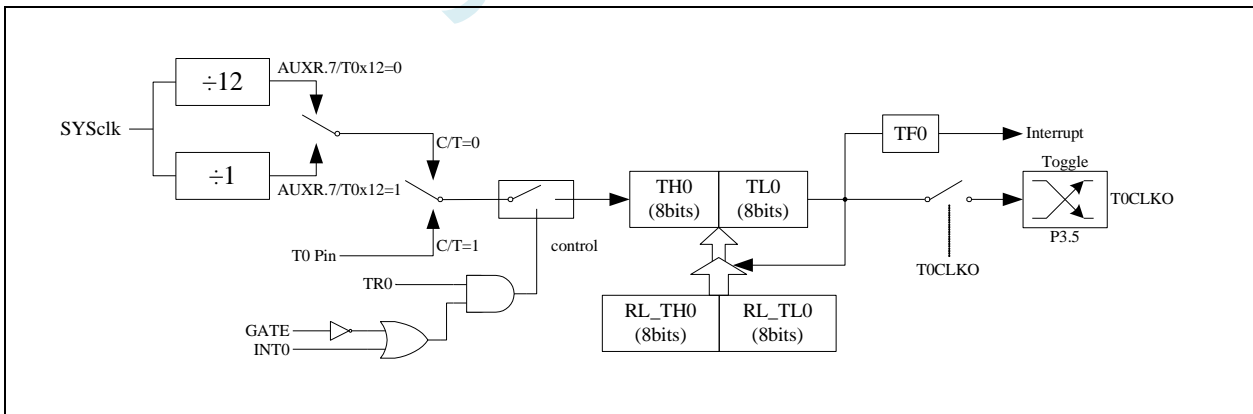 ÷12
AUXR.7/T0x12=0
SYSclk
÷1
AUXR.7/T0x12=1
C/T=0
C/T=1
T0 Pin
control
TR0
GATE
INT0
TH0
(8bits)
TL0
(8bits)
RL_TH0
(8bits)
RL_TL0
(8bits)
TF0
Interrupt
Toggle
T0CLKO
P3.5
T0CLKO